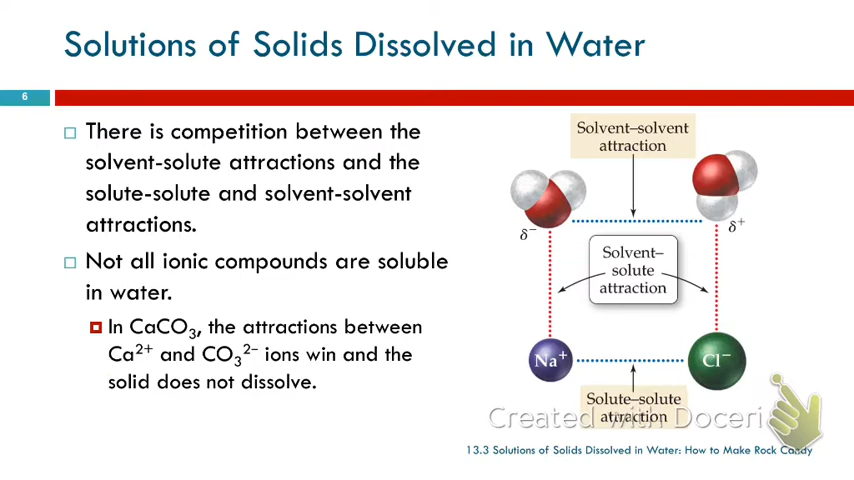 Solutions of Solids Dissolved in Water
6
There is competition between the
solvent-solute attractions and the
solute-solute and solvent-solvent
attractions.
Not all ionic compounds are soluble
in water.
In CaCO₃, the attractions between
Ca²⁺ and CO₃²⁻ ions win and the
solid does not dissolve.
Solvent–solvent
attraction
δ⁻
δ⁺
Solvent–
solute
attraction
Na⁺
Cl⁻
Solute–solute
attraction
Created with Doceri
13.3 Solutions of Solids Dissolved in Water: How to Make Rock Candy